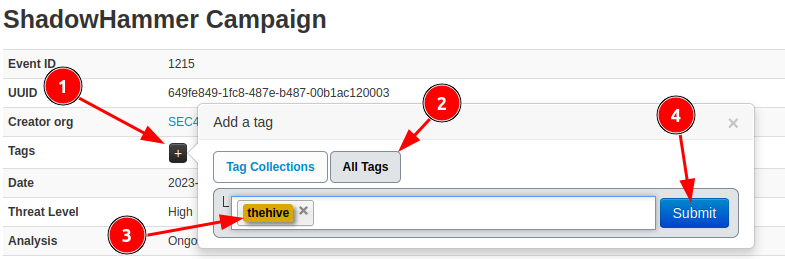 ShadowHammer Campaign
Event ID 1215
1
UUID 649fe849-1fc8-487e-b487-00b1ac120003
2
4
Creator org SEC4
Add a tag ×
Tags +
Tag Collections All Tags
Date 2023-
Threat Level High
thehive × Submit
3
Analysis Ongo